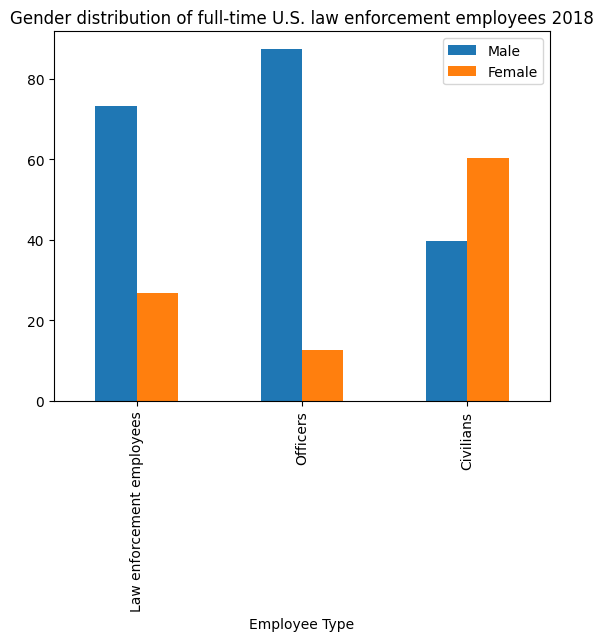 Gender distribution of full-time U.S. law enforcement employees 2018
Male
Female
80
60
40
20
0
Law enforcement employees
Officers
Civilians
Employee Type